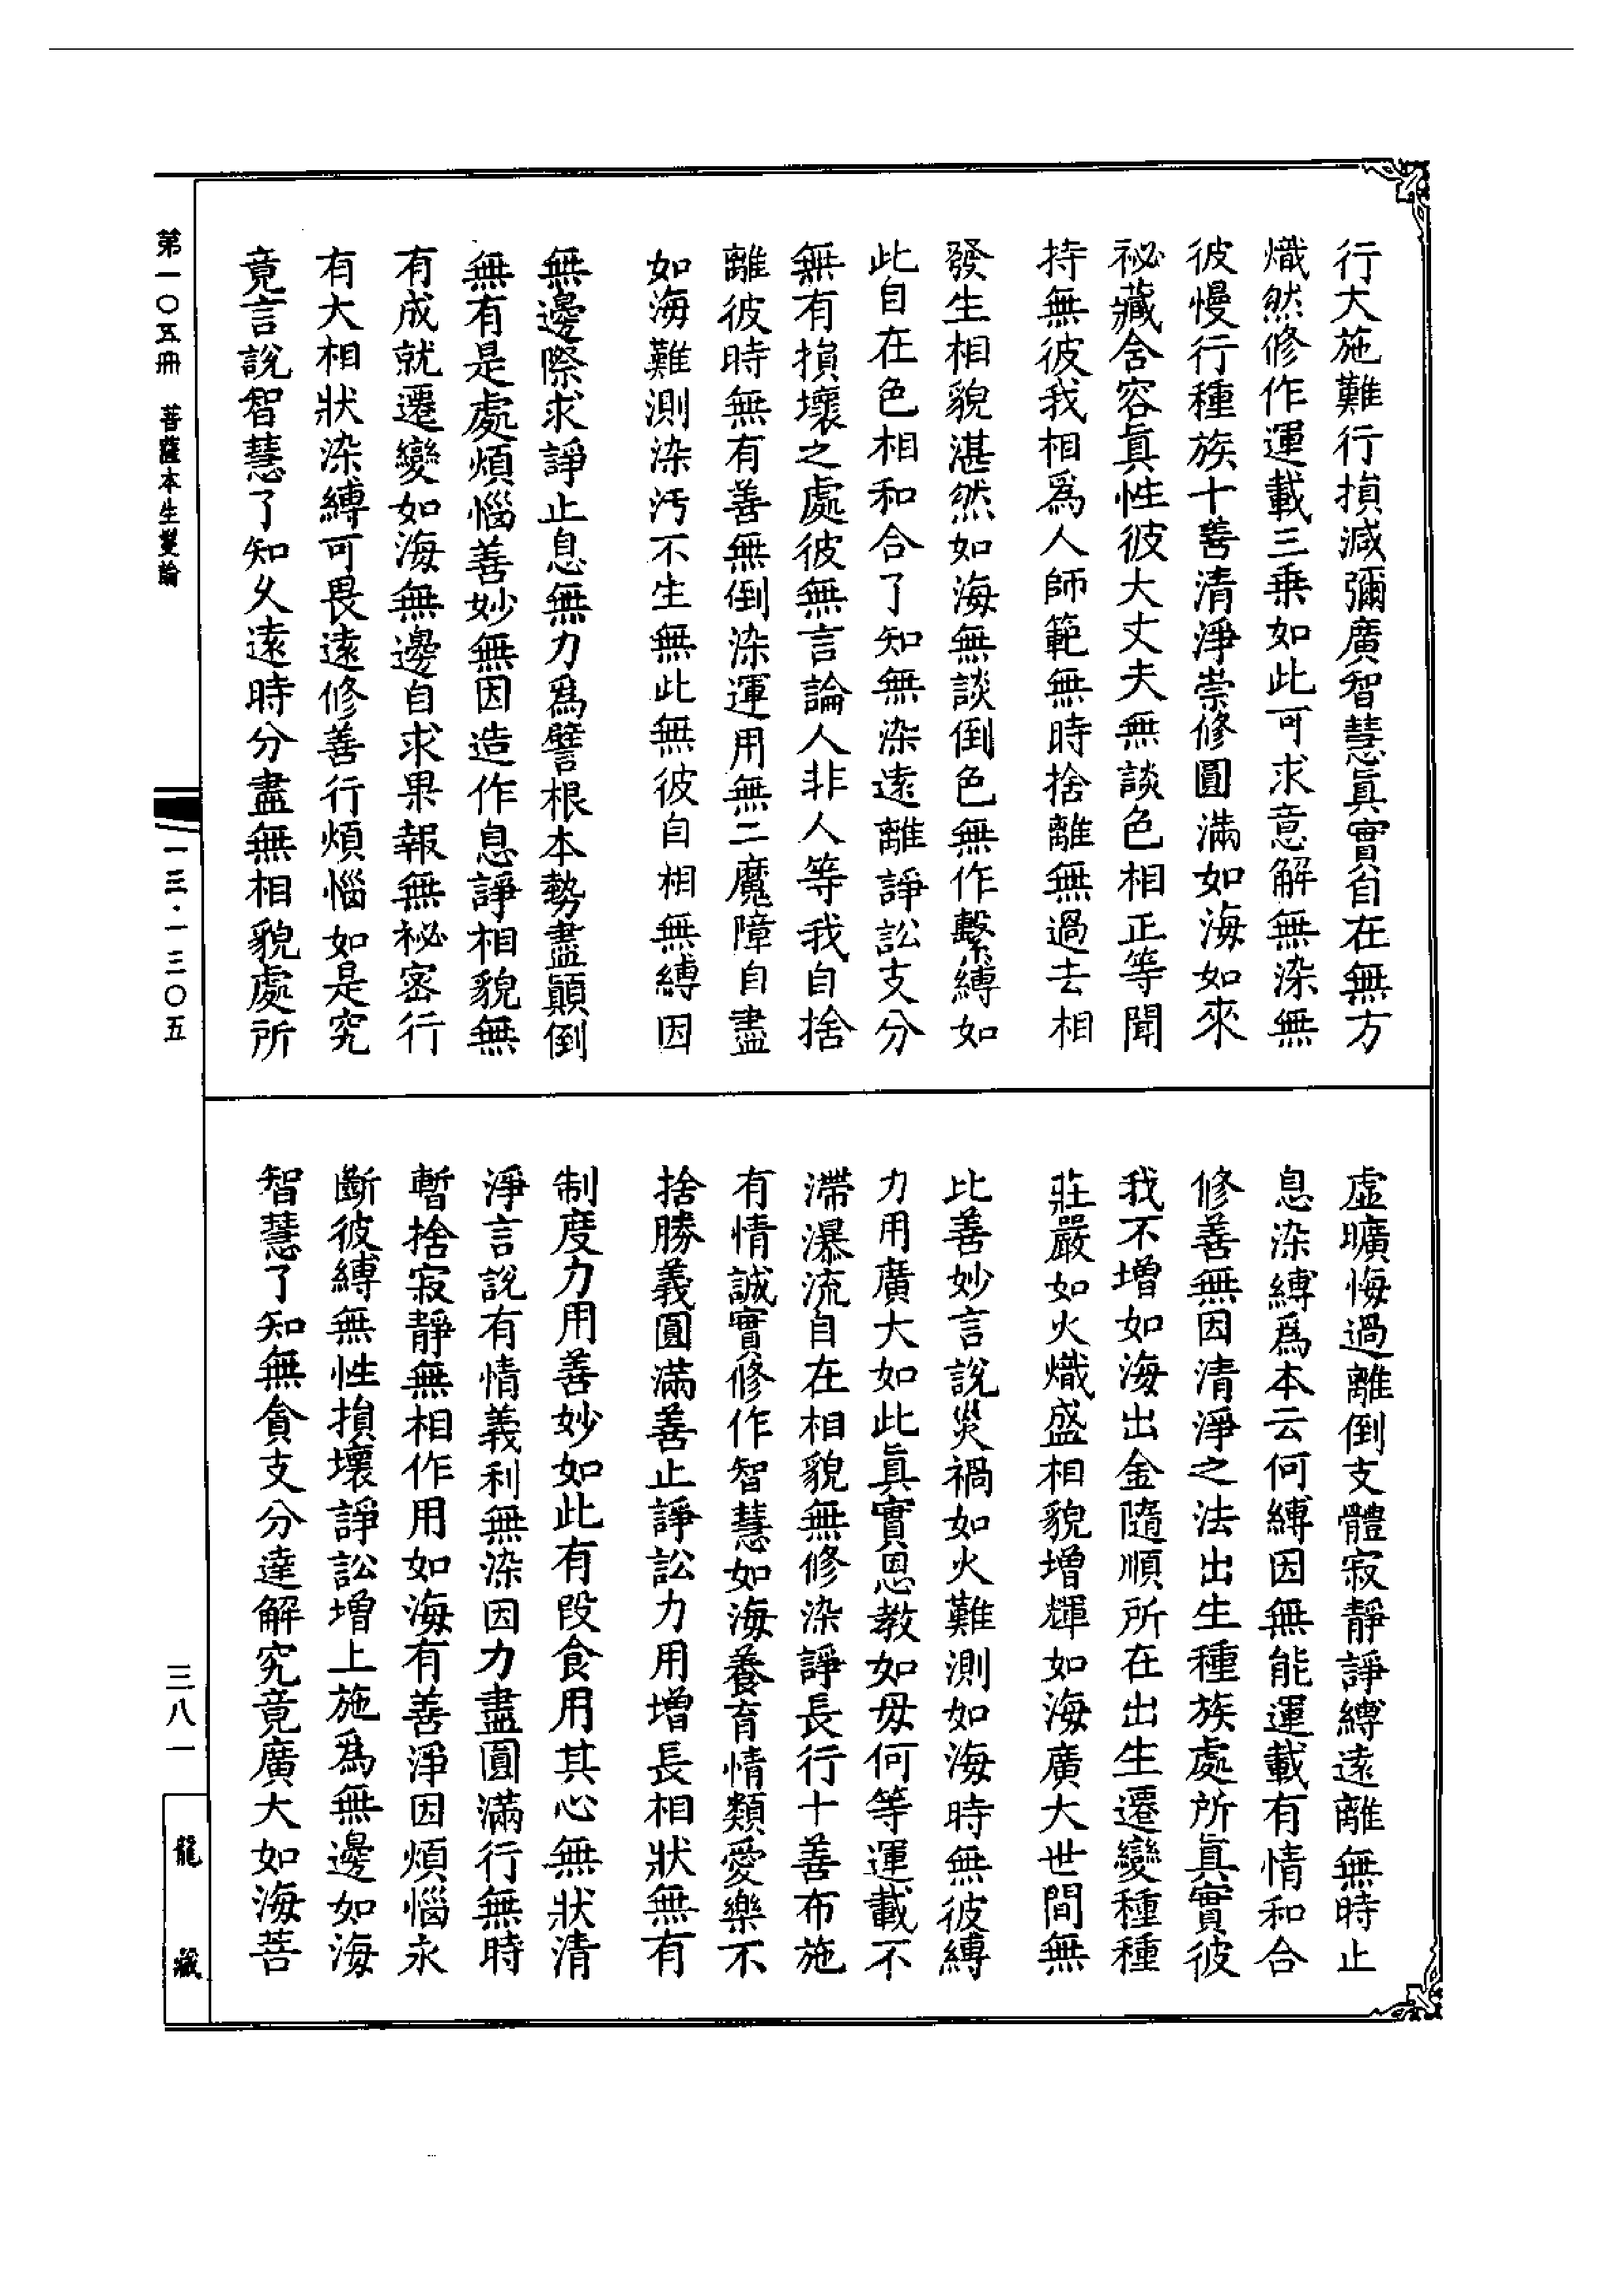 行大施難行損減彌廣智慧眞實自在無方
熾然修作運載三乗如此可求意解無染無
彼慢行種族十善清淨崇修圓滿如海如來
祕藏含容眞性彼大丈夫無談色相正等聞
持無彼我相爲人師範無時捨離無過去相
發生相貌湛然如海無談倒色無作繫縛如
此自在色相和合了知無染遠離諍訟支分
無有損壞之處彼無言論人非人等我自捨
離彼時無有善無倒染運用無二魔障自盡
如海難測染污不生無此無彼自相無縛因
無邊際求諍止息無力爲譬根本勢盡顚倒
無有是處煩惱善妙無因造作息諍相貌無
有成就遷變如海無邊自求果報無祕密行
有大相狀染縛可畏遠修善行煩惱如是究
竟言說智慧了知久遠時分盡無相貌處所
虛曠悔過離倒支體寂靜諍縛遠離無時止
息染縛爲本云何縛因無能運載有情和合
修善無因清淨之法出生種族處所眞實彼
我不增如海出金隨順所在出生遷變種種
莊嚴如火熾盛相貌增輝如海廣大世間無
比善妙言說災禍如火難測如海時無彼縛
力用廣大如此眞實恩教如母何等運載不
滯瀑流自在相貌無修染諍長行十善布施
有情誠實修作智慧如海養育情類愛樂不
捨勝義圓滿善止諍訟力用增長相狀無有
制度力用善妙如此有段食用其心無狀清
淨言說有情義利無染因力盡圓滿行無時
暫捨寂靜無相作用如海有善淨因煩惱永
斷彼縛無性損壞諍訟增上施爲無邊如海
智慧了知無貪支分達解究竟廣大如海菩
第一〇五冊　菩薩本生鬘論
一三·一三〇五
三八一
龍藏